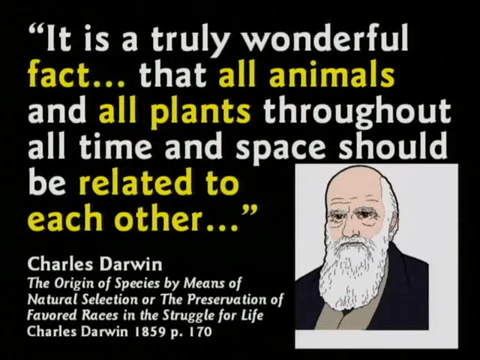 “It is a truly wonderful
fact... that all animals
and all plants throughout
all time and space should
be related to
each other...”
Charles Darwin
The Origin of Species by Means of
Natural Selection or The Preservation of
Favored Races in the Struggle for Life
Charles Darwin 1859 p. 170